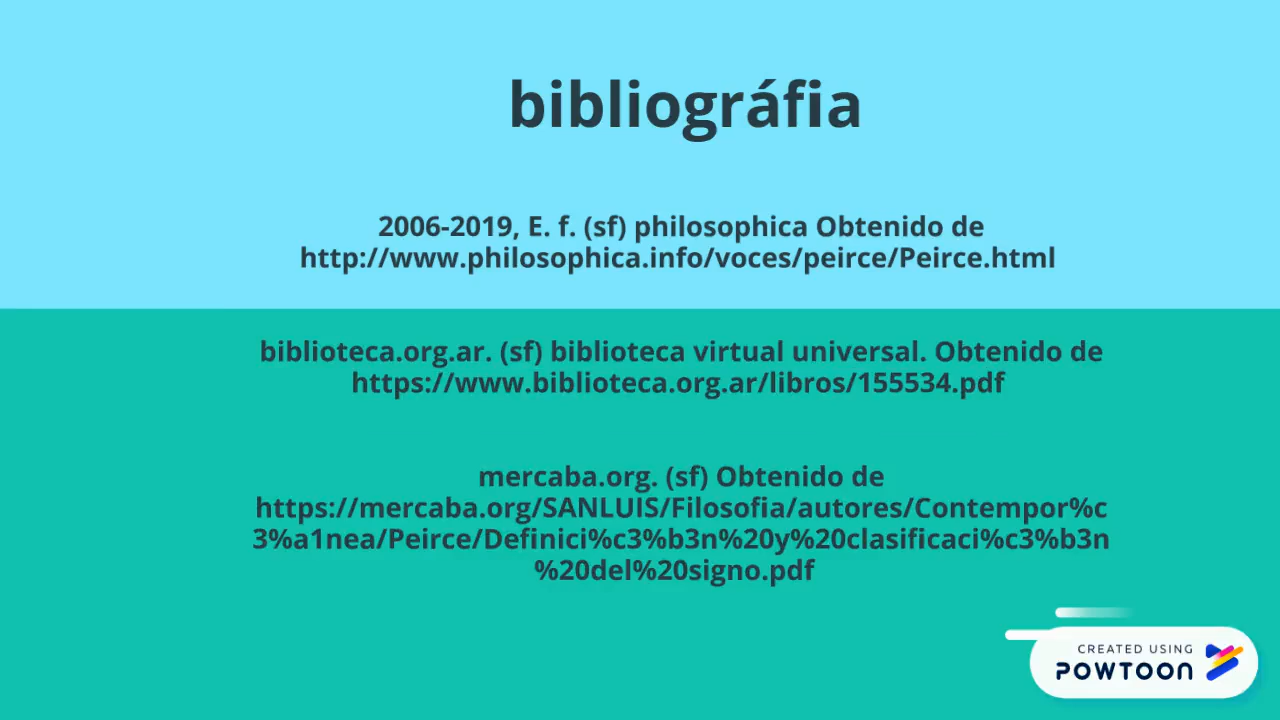 bibliográfia
2006-2019, E. f. (sf) philosophica Obtenido de
http://www.philosophica.info/voces/peirce/Peirce.html
biblioteca.org.ar. (sf) biblioteca virtual universal. Obtenido de
https://www.biblioteca.org.ar/libros/155534.pdf
mercaba.org. (sf) Obtenido de
https://mercaba.org/SANLUIS/Filosofia/autores/Contempor%c
3%a1nea/Peirce/Definici%c3%b3n%20y%20clasificaci%c3%b3n
%20del%20signo.pdf
CREATED USING
POWTOON